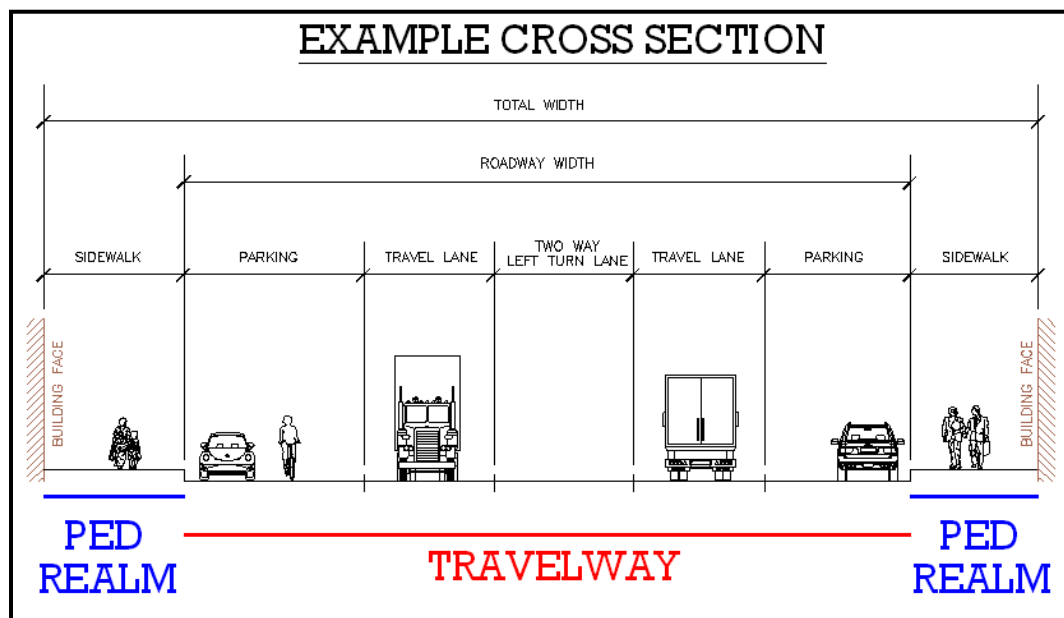 EXAMPLE CROSS SECTION
TOTAL WIDTH
ROADWAY WIDTH
SIDEWALK
PARKING
TRAVEL LANE
TWO WAY
LEFT TURN LANE
TRAVEL LANE
PARKING
SIDEWALK
BUILDING FACE
BUILDING FACE
PED
REALM
TRAVELWAY
PED
REALM